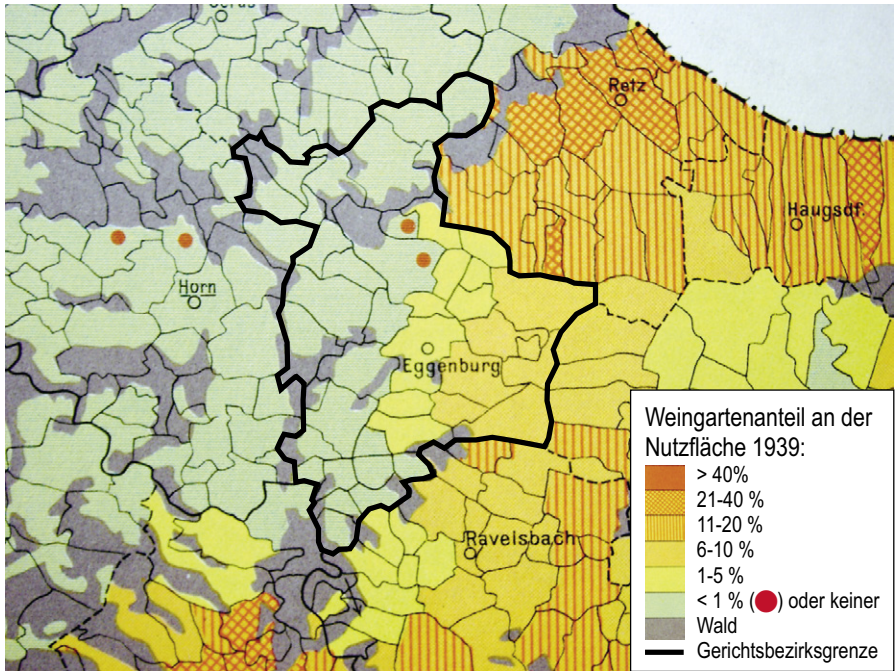 Retz
Haugsdf.
Horn
Eggenburg
Ravelsbach
Weingartenanteil an der
Nutzfläche 1939:
> 40%
21-40 %
11-20 %
6-10 %
1-5 %
< 1 % ( ) oder keiner
Wald
Gerichtsbezirksgrenze